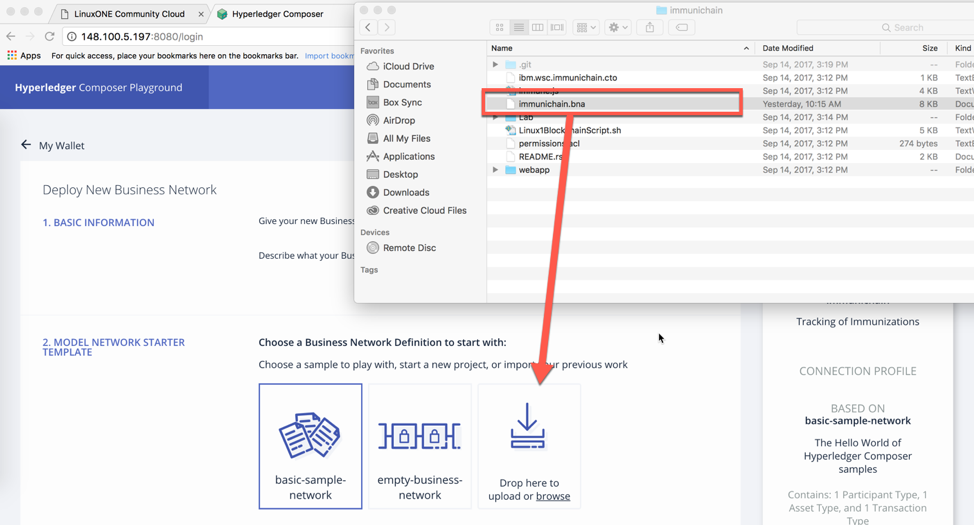 LinuxONE Community Cloud
Hyperledger Composer
148.100.5.197:8080/login
Apps
For quick access, place your bookmarks here on the bookmarks bar. Import bookm
Hyperledger Composer Playground
My Wallet
Deploy New Business Network
1. BASIC INFORMATION
Give your new Business
Describe what your Bus
2. MODEL NETWORK STARTER
TEMPLATE
Choose a Business Network Definition to start with:
Choose a sample to play with, start a new project, or import your previous work
basic-sample-
network
empty-business-
network
Drop here to
upload or browse
immunichain
Search
Favorites
iCloud Drive
Documents
Box Sync
AirDrop
All My Files
Applications
Desktop
Downloads
Creative Cloud Files
Devices
Remote Disc
Tags
Name Date Modified Size Kind
.git Sep 14, 2017, 3:19 PM -- Folde
ibm.wsc.immunichain.cto Sep 14, 2017, 3:12 PM 1 KB TextE
Sep 14, 2017, 3:12 PM 4 KB TextW
immunichain.bna Yesterday, 10:15 AM 8 KB Docu
Lab Sep 14, 2017, 3:14 PM -- Folde
Linux1BlockchainScript.sh Sep 14, 2017, 3:12 PM 5 KB TextW
permissions.acl Sep 14, 2017, 3:12 PM 274 bytes TextE
Sep 14, 2017, 3:12 PM 2 KB Docu
webapp Sep 14, 2017, 3:12 PM -- Folde
immunichain
Tracking of Immunizations
CONNECTION PROFILE
BASED ON
basic-sample-network
The Hello World of
Hyperledger Composer
samples
Contains: 1 Participant Type, 1
Asset Type, and 1 Transaction
Type